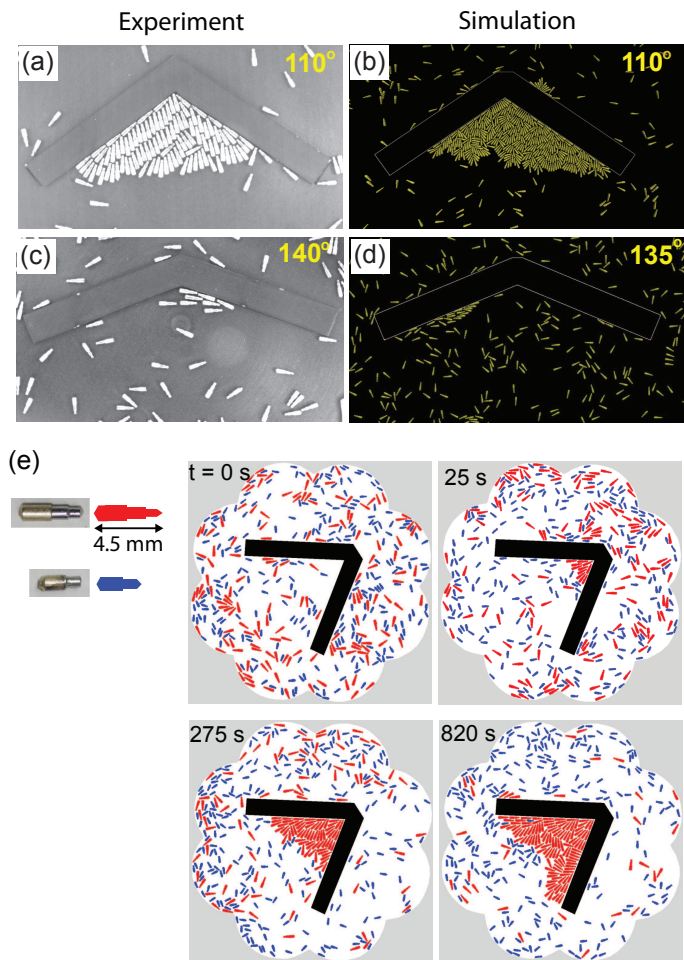 Experiment
Simulation
(a)
110°
(b)
110°
(c)
140°
(d)
135°
(e)
t = 0 s
25 s
4.5 mm
275 s
820 s